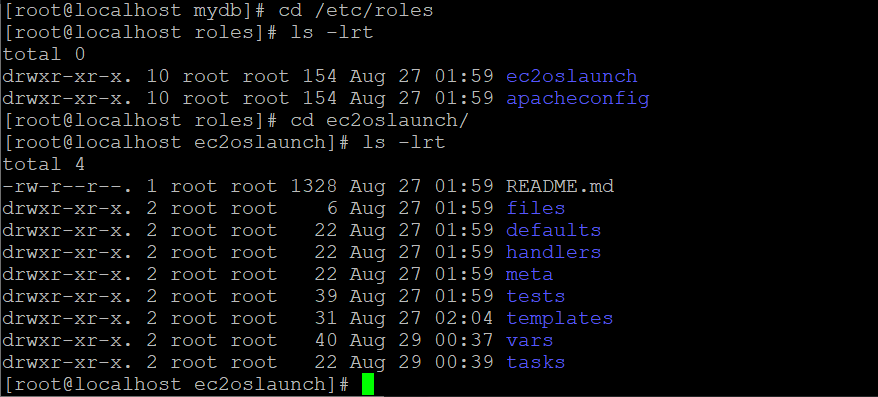 [root@localhost mydb]# cd /etc/roles
[root@localhost roles]# ls -lrt
total 0
drwxr-xr-x. 10 root root 154 Aug 27 01:59 ec2oslaunch
drwxr-xr-x. 10 root root 154 Aug 27 01:59 apacheconfig
[root@localhost roles]# cd ec2oslaunch/
[root@localhost ec2oslaunch]# ls -lrt
total 4
-rw-r--r--. 1 root root 1328 Aug 27 01:59 README.md
drwxr-xr-x. 2 root root    6 Aug 27 01:59 files
drwxr-xr-x. 2 root root   22 Aug 27 01:59 defaults
drwxr-xr-x. 2 root root   22 Aug 27 01:59 handlers
drwxr-xr-x. 2 root root   22 Aug 27 01:59 meta
drwxr-xr-x. 2 root root   39 Aug 27 01:59 tests
drwxr-xr-x. 2 root root   31 Aug 27 02:04 templates
drwxr-xr-x. 2 root root   40 Aug 29 00:37 vars
drwxr-xr-x. 2 root root   22 Aug 29 00:39 tasks
[root@localhost ec2oslaunch]#